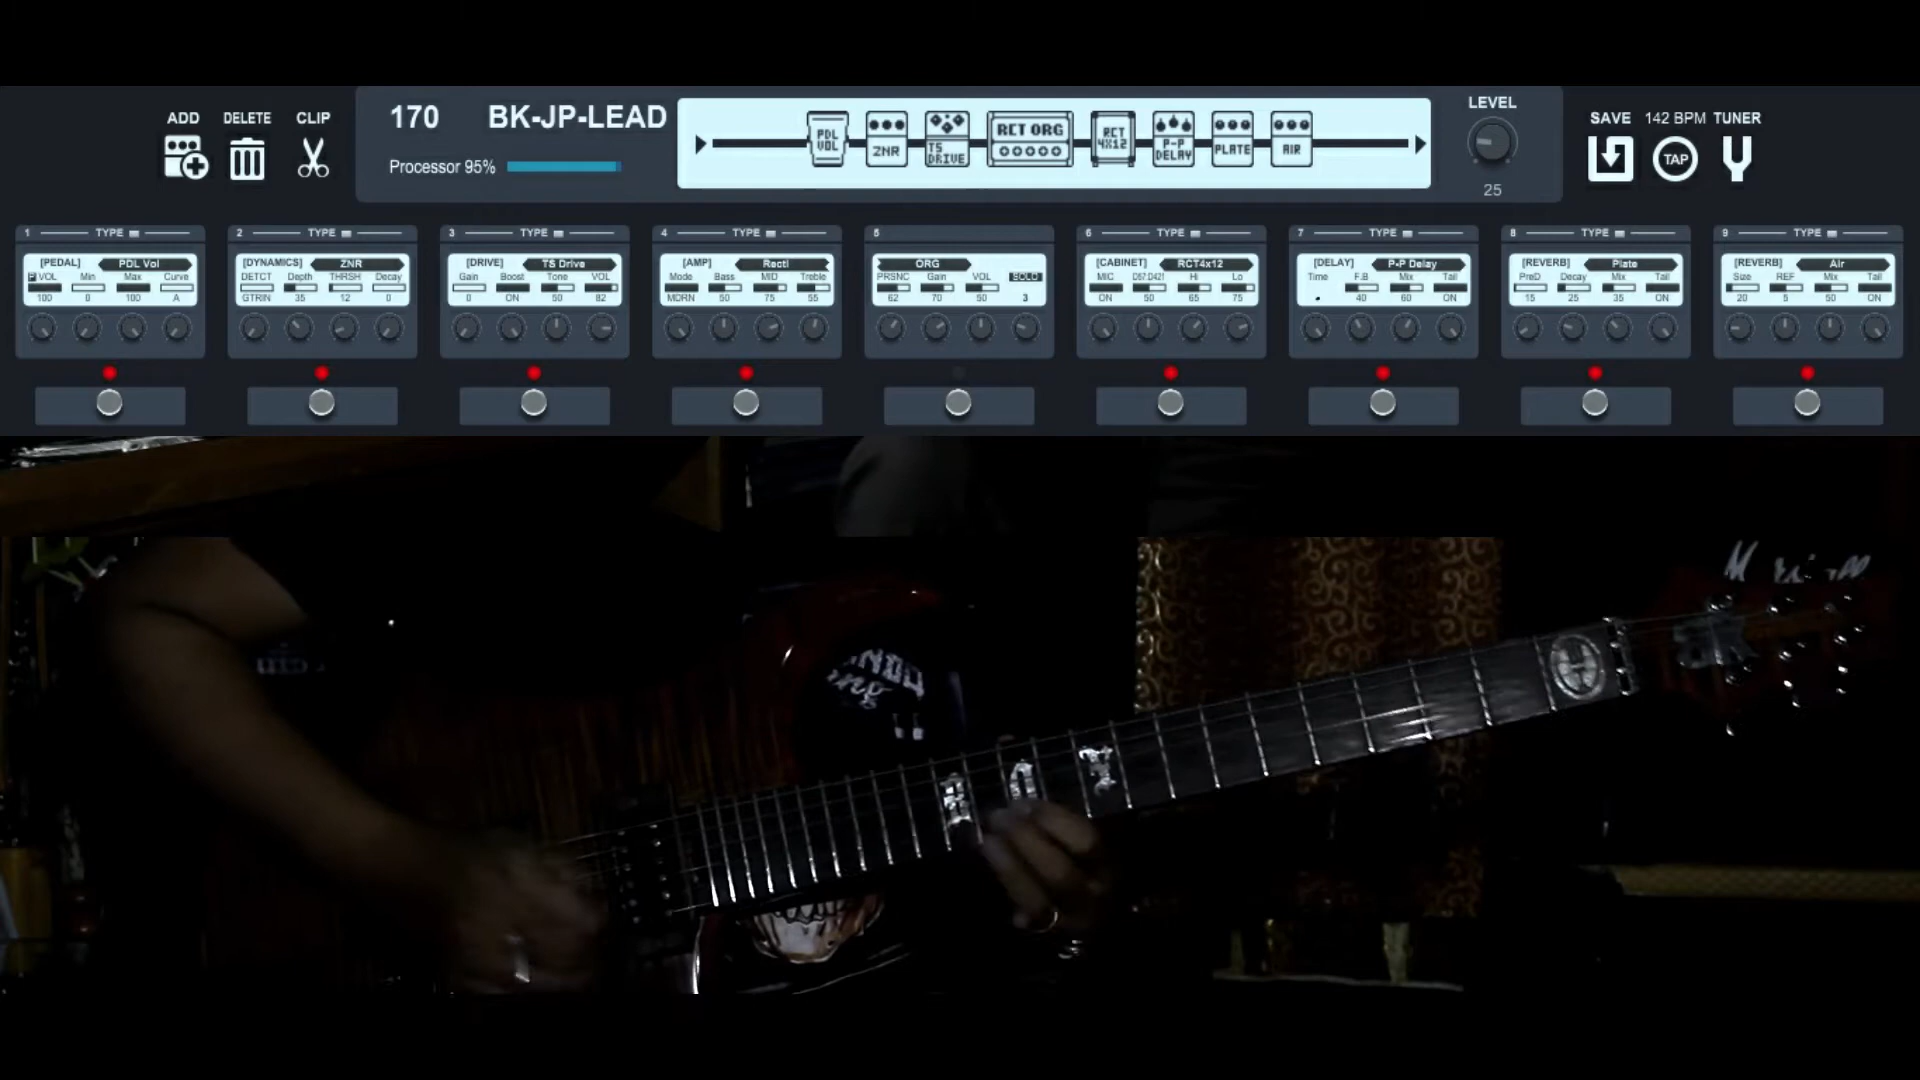 ADD DELETE CLIP
170 BK-JP-LEAD
Processor 95%
PDL VOL
ZNR
TS DRIVE
RCT ORG
RCT 4X12
P-P DELAY
PLATE
AIR
LEVEL
25
SAVE 142 BPM TUNER
TAP
1 TYPE
[PEDAL] PDL Vol
P VOL Min Max Curve
100 0 100 A
2 TYPE
[DYNAMICS] ZNR
DETCT Depth THRSH Decay
GTRIN 35 12 0
3 TYPE
[DRIVE] TS Drive
Gain Boost Tone VOL
0 ON 50 82
4 TYPE
[AMP] Recti
Mode Bass MID Treble
MDRN 50 75 55
5
ORG
PRSNC Gain VOL SOLO
62 70 50 3
6 TYPE
[CABINET] RCT4x12
MIC D57:D421 Hi Lo
ON 50 65 75
7 TYPE
[DELAY] P-P Delay
Time F.B Mix Tail
40 60 ON
8 TYPE
[REVERB] Plate
PreD Decay Mix Tail
15 25 35 ON
9 TYPE
[REVERB] Air
Size REF Mix Tail
20 5 50 ON